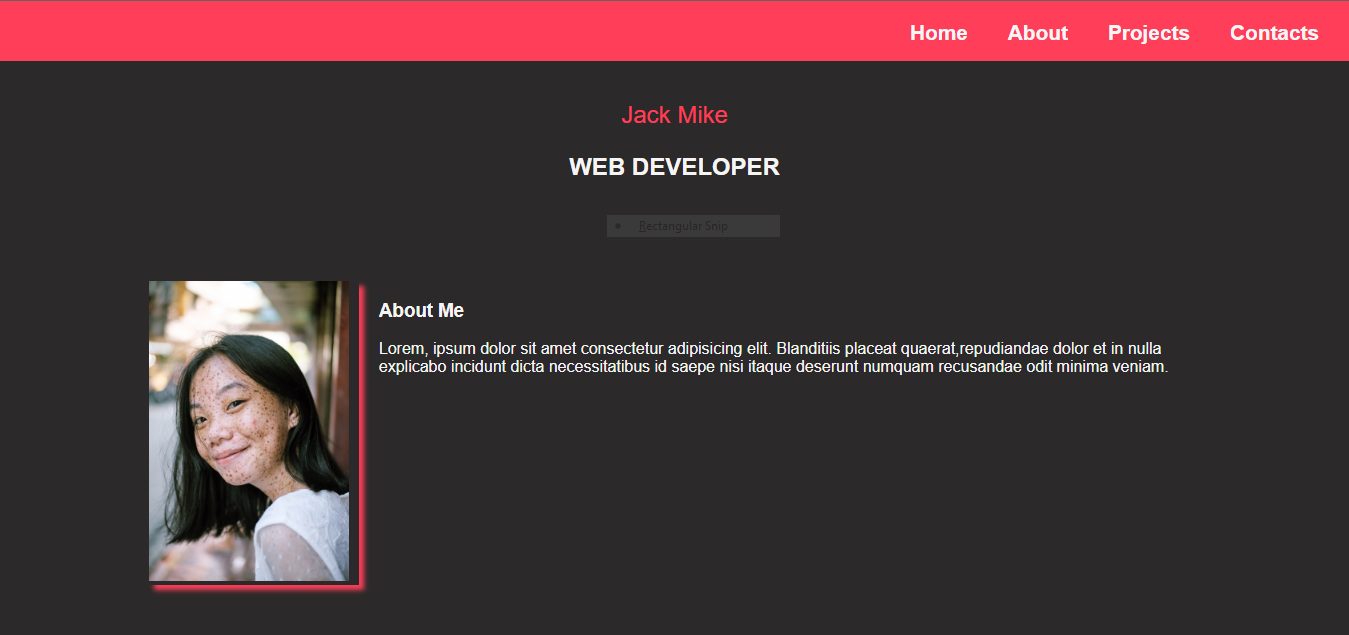 Home About Projects Contacts
Jack Mike
WEB DEVELOPER
Rectangular Snip
About Me
Lorem, ipsum dolor sit amet consectetur adipisicing elit. Blanditiis placeat quaerat,repudiandae dolor et in nulla
explicabo incidunt dicta necessitatibus id saepe nisi itaque deserunt numquam recusandae odit minima veniam.